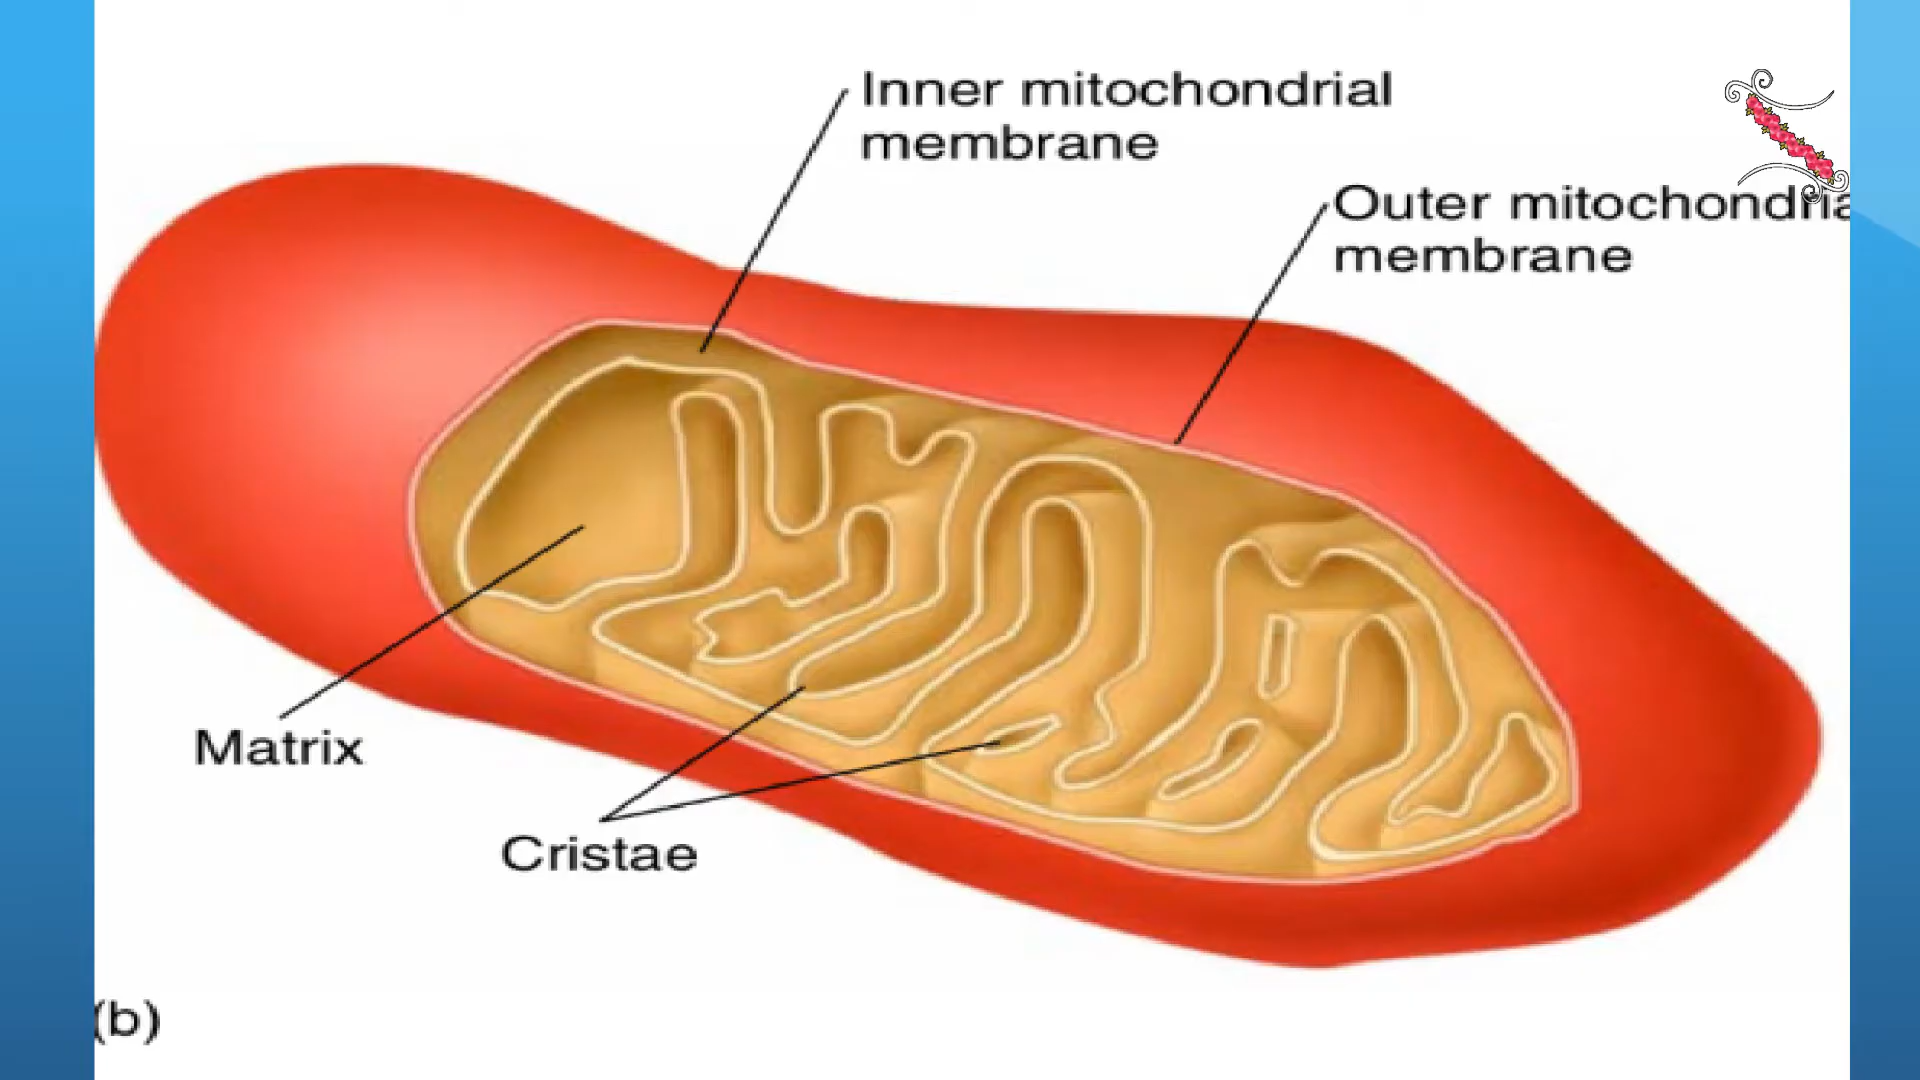 Inner mitochondrial
membrane
Outer mitochondria
membrane
Matrix
Cristae
(b)